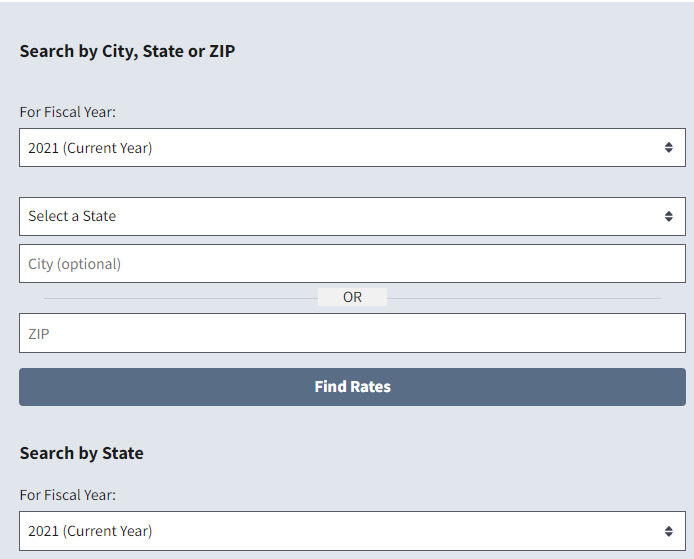 Search by City, State or ZIP
For Fiscal Year:
2021 (Current Year)
Select a State
City (optional)
OR
ZIP
Find Rates
Search by State
For Fiscal Year:
2021 (Current Year)